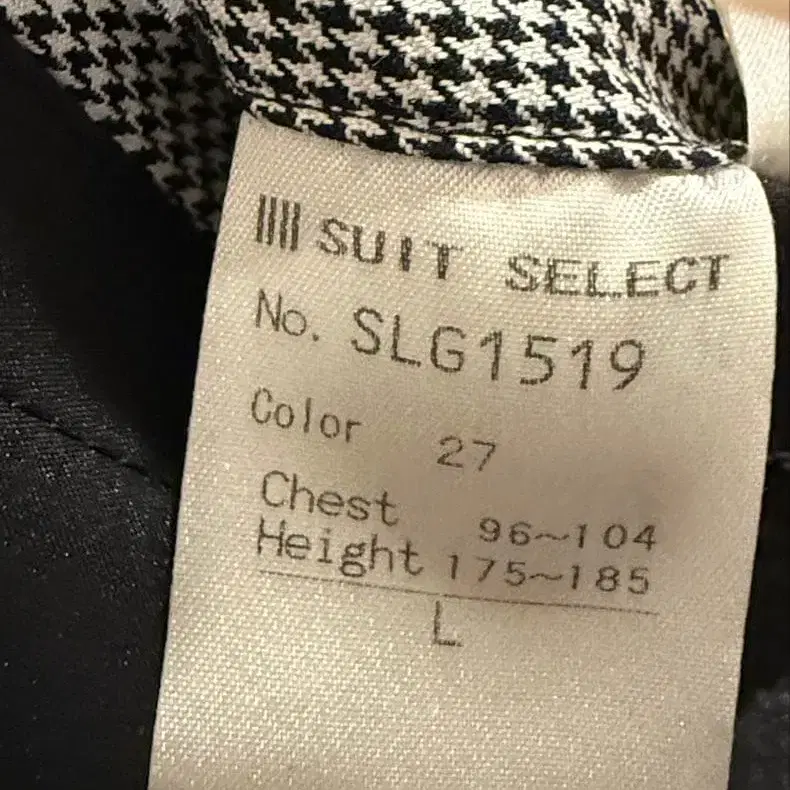 SUIT SELECT
No. SLG1519
Color 27
Chest 96~104
Height 175~185
L